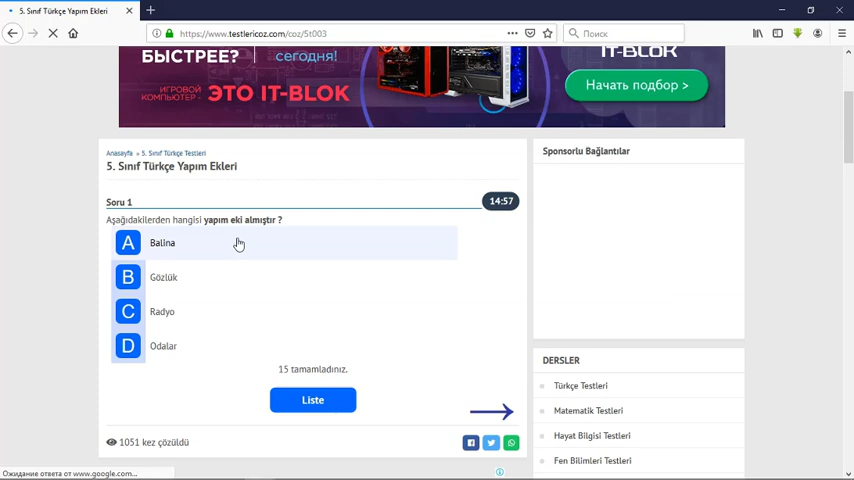 5. Sınıf Türkçe Yapım Ekleri
https://www.testlericoz.com/coz/St003
Поиск
БЫСТРЕЕ?
сегодня!
IT-BLOK
ИГРОВОЙ
КОМПЬЮТЕР -
ЭТО IT-BLOK
Начать подбор >
Anasayfa » 5. Sınıf Türkçe Testleri
5. Sınıf Türkçe Yapım Ekleri
Soru 1
14:57
Aşağıdakilerden hangisi yapım eki almıştır ?
A Balina
B Gözlük
C Radyo
D Odalar
15 tamamladınız.
Liste
1051 kez çözüldü
Sponsorlu Bağlantılar
DERSLER
Türkçe Testleri
Matematik Testleri
Hayat Bilgisi Testleri
Fen Bilimleri Testleri
Ожидание ответа от www.google.com...